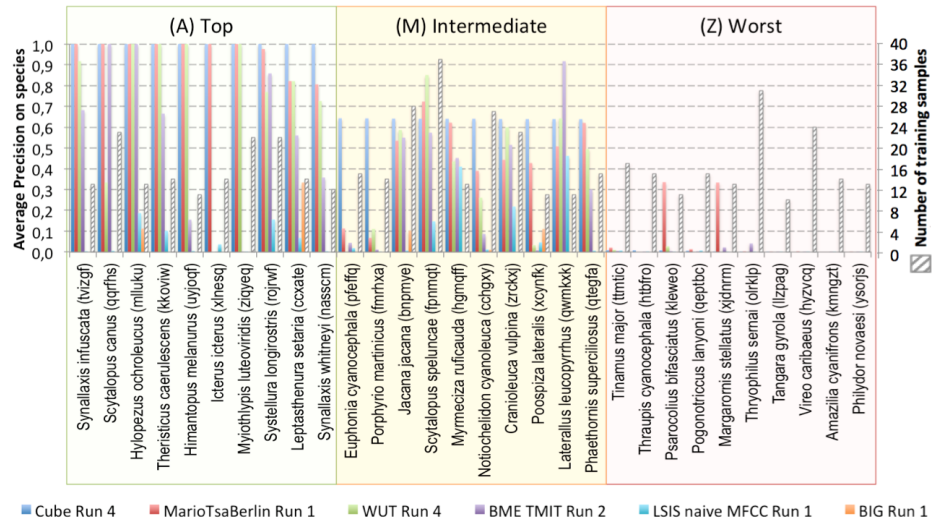 (A) Top
(M) Intermediate
(Z) Worst
Average Precision on species
1,0
0,9
0,8
0,7
0,6
0,5
0,4
0,3
0,2
0,1
0,0
40
36
32
28
24
20
16
12
8
4
0
Number of training samples
Synallaxis infuscata (tvizgf)
Scytalopus canus (qqrfhs)
Hylopezus ochroleucus (mlluku)
Theristicus caerulescens (kkoviw)
Himantopus melanurus (uyjoqf)
Icterus icterus (xlnesq)
Myiothlypis luteoviridis (ziqyeq)
Systellura longirostris (rojrwf)
Leptasthenura setaria (ccxate)
Synallaxis whitneyi (nasscm)
Euphonia cyanocephala (pfeffq)
Porphyrio martinicus (fmrhxa)
Jacana jacana (bnpmye)
Scytalopus speluncae (fpnmqt)
Myrmeciza ruficauda (hgmqff)
Notiochelidon cyanoleuca (cchgxy)
Cranioleuca vulpina (zrckxj)
Poospiza lateralis (xcynfk)
Laterallus leucopyrrhus (qwmkxk)
Phaethornis superciliosus (qtegfa)
Tinamus major (ttmtic)
Thraupis cyanocephala (htbfro)
Psarocolius bifasciatus (kleweo)
Pogonotriccus lanyoni (qeptbc)
Margarornis stellatus (xjdnrm)
Thryophilus sernai (olrklp)
Tangara gyrola (llzpag)
Vireo caribaeus (hyzvcq)
Amazilia cyanifrons (kmngzt)
Philydor novaesi (ysorjs)
Cube Run 4
MarioTsaBerlin Run 1
WUT Run 4
BME TMIT Run 2
LSIS naive MFCC Run 1
BIG Run 1